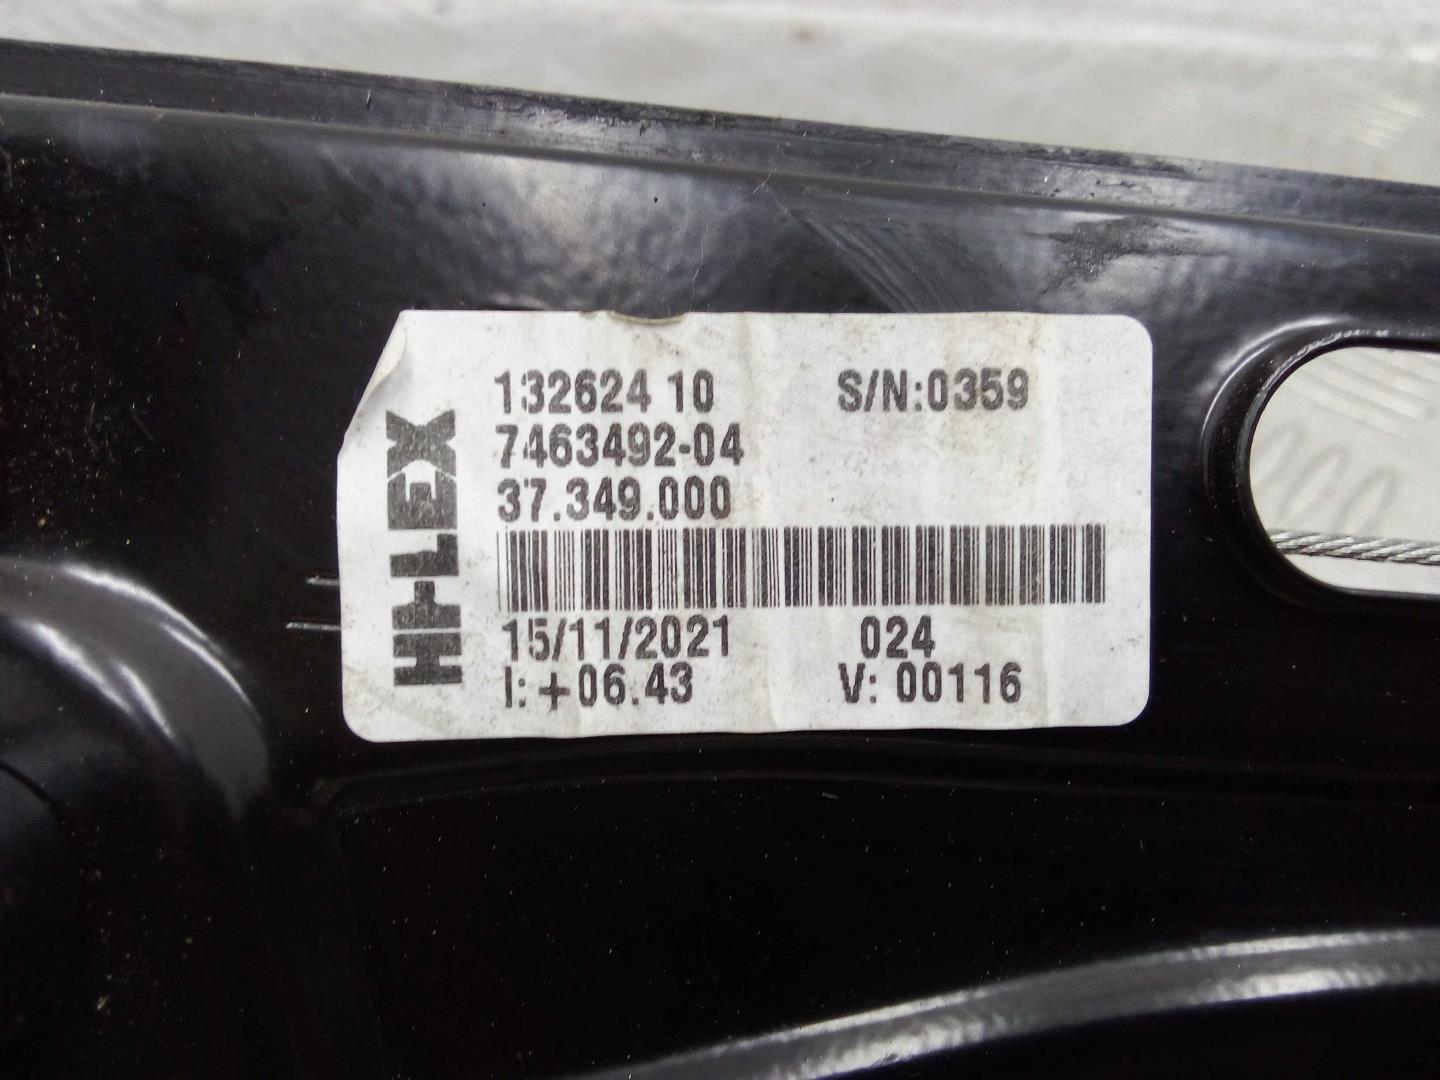 HI-LEX
132624 10 S/N:0359
7463492-04
37.349.000
15/11/2021 024
I: +06.43 V: 00116